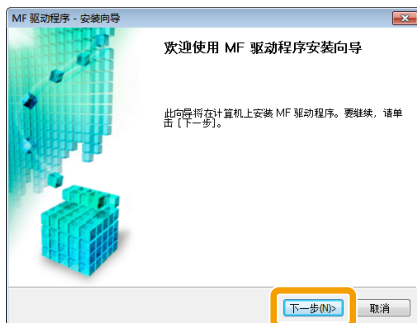 MF 驱动程序 - 安装向导
欢迎使用 MF 驱动程序安装向导
此向导将在计算机上安装 MF 驱动程序。要继续，请单
击 [下一步]。
下一步(N)>
取消